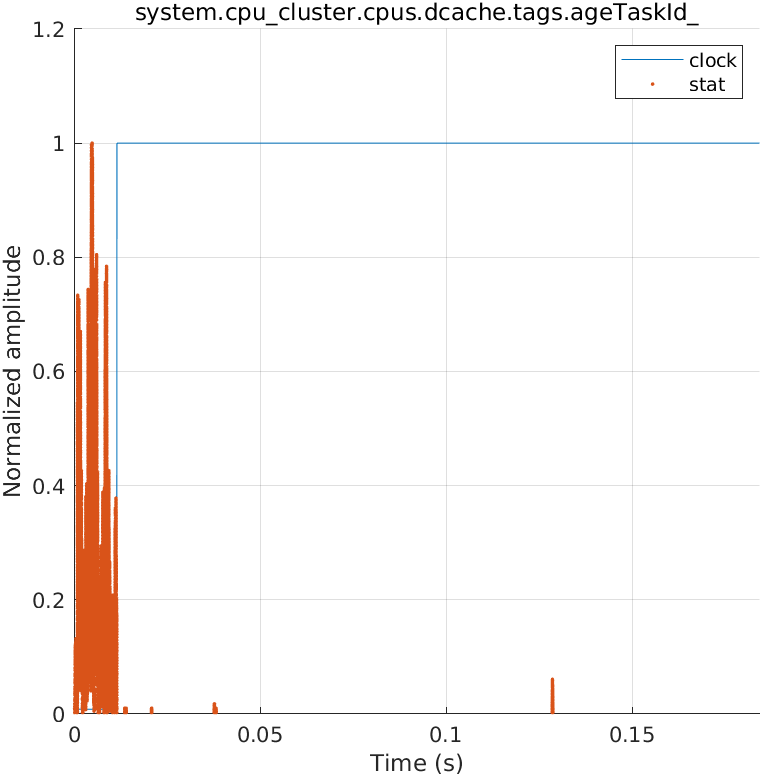 system.cpu_cluster.cpus.dcache.tags.ageTaskId_
clock
stat
Normalized amplitude
1.2
1
0.8
0.6
0.4
0.2
0
0 0.05 0.1 0.15
Time (s)